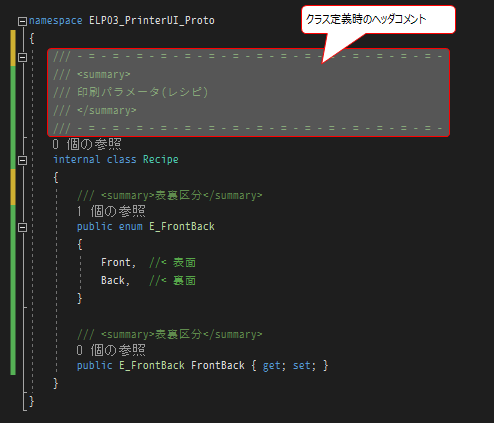 クラス定義時のヘッダコメント
namespace ELP03_PrinterUI_Proto
{
/// - = - = - = - = - = - = - = - = - = - = - = - = - = - = - = -
/// <summary>
/// 印刷パラメータ(レシピ)
/// </summary>
/// - = - = - = - = - = - = - = - = - = - = - = - = - = - = - = -
0 個の参照
internal class Recipe
{
/// <summary>表裏区分</summary>
1 個の参照
public enum E_FrontBack
{
Front, //< 表面
Back, //< 裏面
}
/// <summary>表裏区分</summary>
0 個の参照
public E_FrontBack FrontBack { get; set; }
}
}